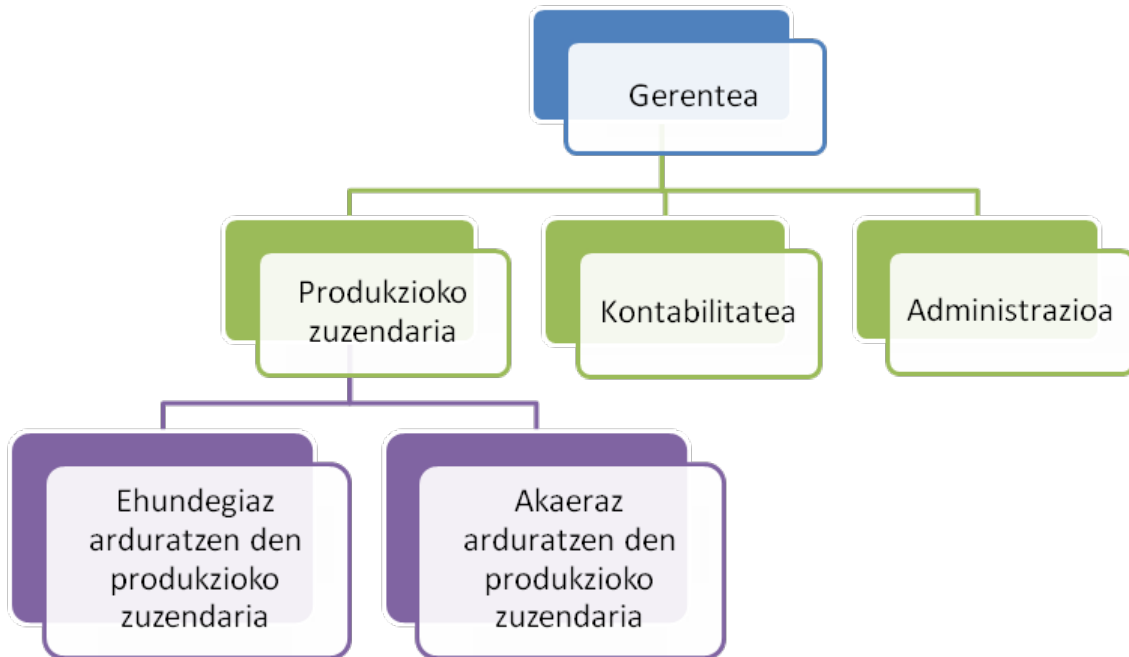 Gerentea
Produkzioko
zuzendaria
Kontabilitatea
Administrazioa
Ehundegiaz
arduratzen den
produkzioko
zuzendaria
Akaeraz
arduratzen den
produkzioko
zuzendaria